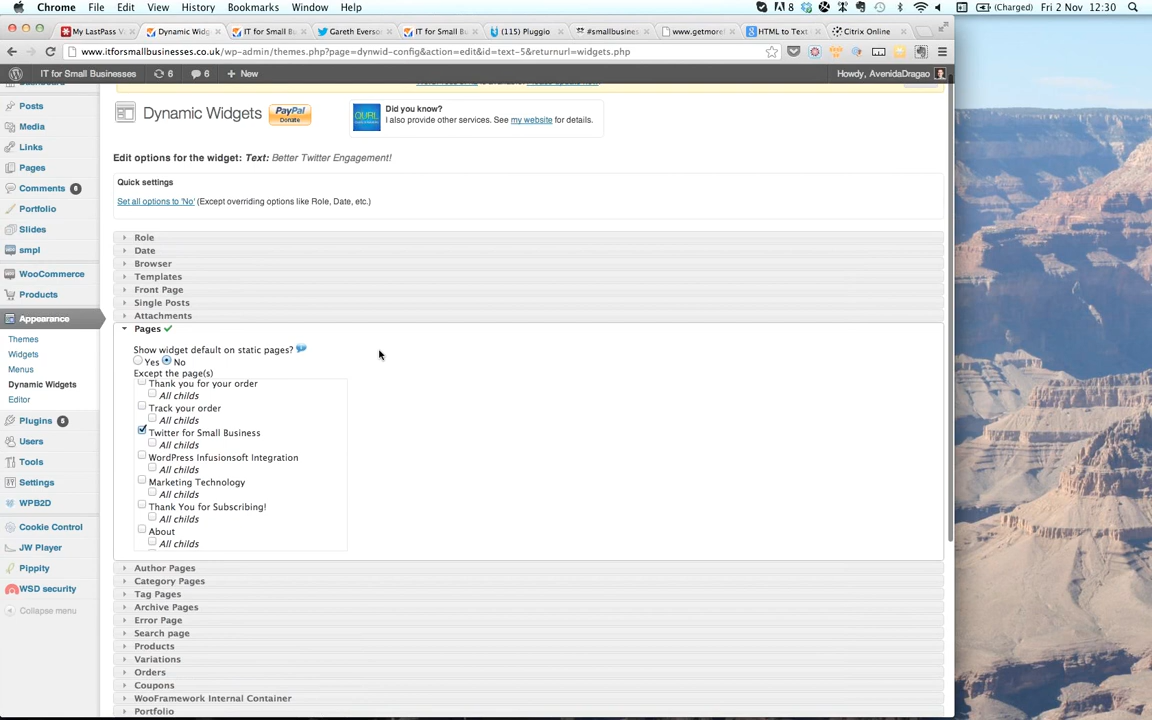 Chrome File Edit View History Bookmarks Window Help
8 (Charged) Fri 2 Nov 12:30
My LastPass V Dynamic Widg IT for Small B Gareth Everso IT for Small Bu (115) Pluggio #smallbusines www.getmorel HTML to Text Citrix Online
www.itforsmallbusinesses.co.uk/wp-admin/themes.php?page=dynwid-config&action=edit&id=text-5&returnurl=widgets.php
IT for Small Businesses 6 6 + New Howdy, AvenidaDragao
Posts
Media
Links
Pages
Comments 6
Portfolio
Slides
smpl
WooCommerce
Products
Appearance
Themes
Widgets
Menus
Dynamic Widgets
Editor
Plugins
Users
Tools
Settings
WPB2D
Cookie Control
JW Player
Pippity
WSD security
Collapse menu
Dynamic Widgets
PayPal
Donate
QURL
Did you know?
I also provide other services. See my website for details.
Edit options for the widget: Text: Better Twitter Engagement!
Quick settings
Set all options to 'No' (Except overriding options like Role, Date, etc.)
Role
Date
Browser
Templates
Front Page
Single Posts
Attachments
Pages
Show widget default on static pages?
Yes No
Except the page(s)
Thank you for your order
All childs
Track your order
All childs
Twitter for Small Business
All childs
WordPress Infusionsoft Integration
All childs
Marketing Technology
All childs
Thank You for Subscribing!
All childs
About
All childs
Author Pages
Category Pages
Tag Pages
Archive Pages
Error Page
Search page
Products
Variations
Orders
Coupons
WooFramework Internal Container
Portfolio